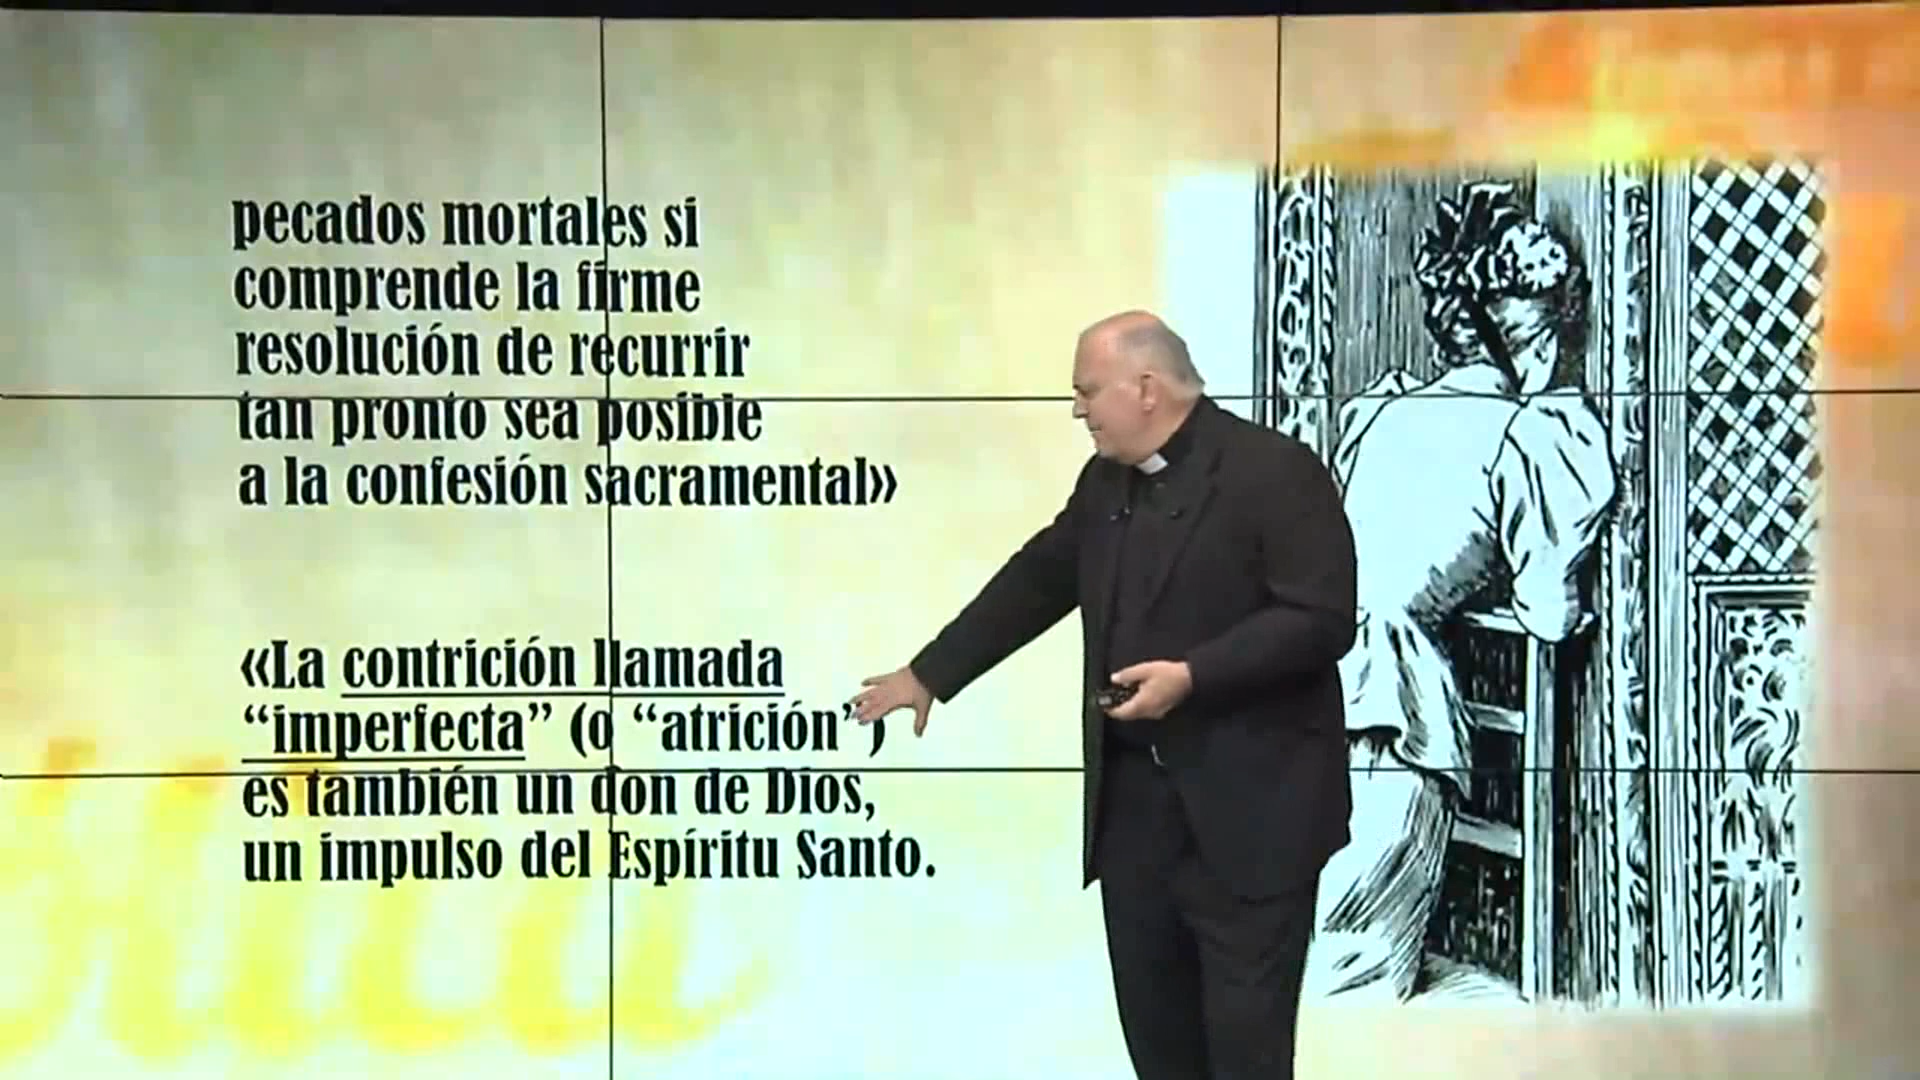 pecados mortales si
comprende la firme
resolución de recurrir
tan pronto sea posible
a la confesión sacramental»
«La contrición llamada
“imperfecta” (o “atrición”)
es también un don de Dios,
un impulso del Espíritu Santo.